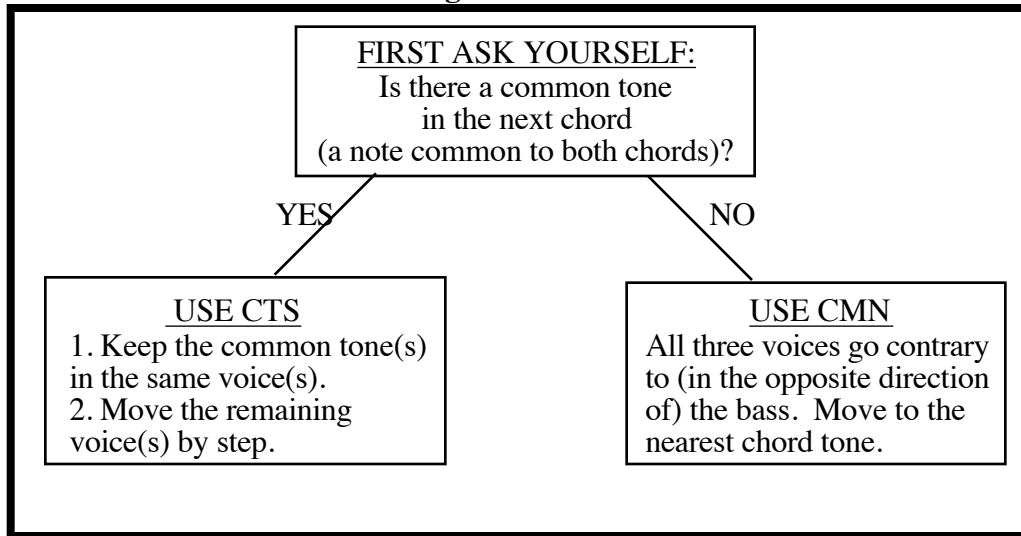 FIRST ASK YOURSELF:
Is there a common tone
in the next chord
(a note common to both chords)?
YES
NO
USE CTS
1. Keep the common tone(s)
in the same voice(s).
2. Move the remaining
voice(s) by step.
USE CMN
All three voices go contrary
to (in the opposite direction
of) the bass.  Move to the
nearest chord tone.